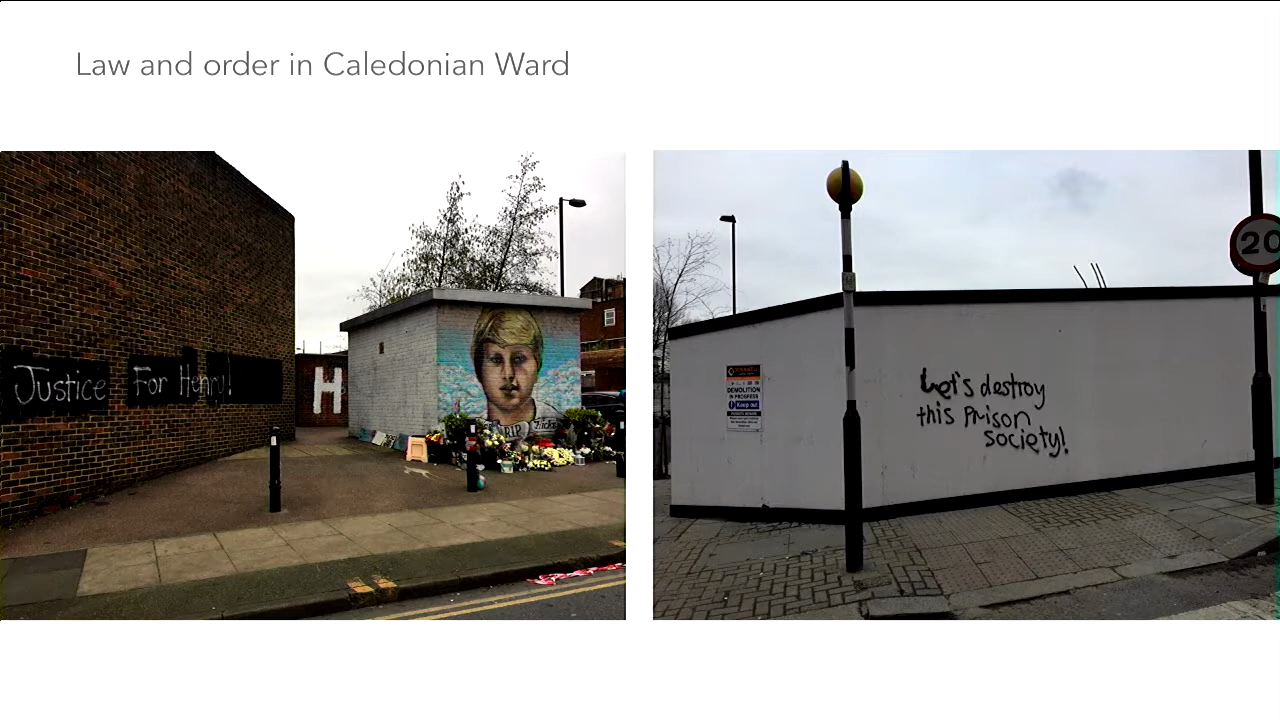 Law and order in Caledonian Ward
Justice For Henry!
H
RIP
Let's destroy
this Prison
society!
DEMOLITION
IN PROGRESS
Keep out
20